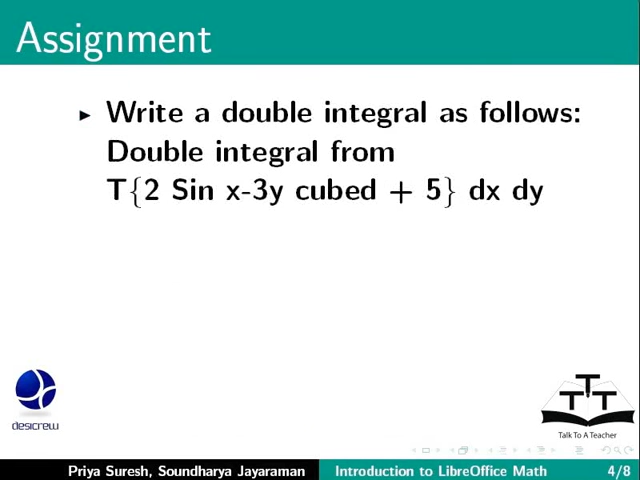 Assignment
Write a double integral as follows:
Double integral from
T{2 Sin x-3y cubed + 5} dx dy
desicrew
T T T
Talk To A Teacher
Priya Suresh, Soundharya Jayaraman Introduction to LibreOffice Math 4/8